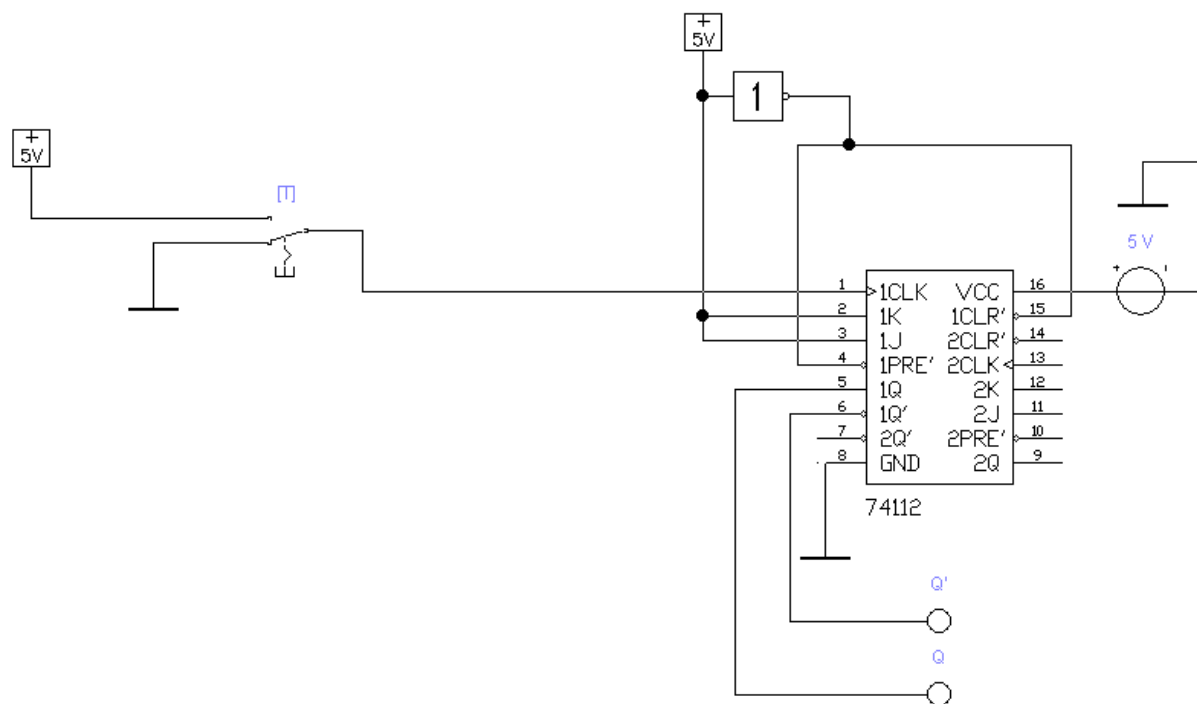 +
5V
1
+
5V
[E]
E
5 V
+
1 1CLK VCC 16
2 1K 1CLR' 15
3 1J 2CLR' 14
4 1PRE' 2CLK 13
5 1Q 2K 12
6 1Q' 2J 11
7 2Q' 2PRE' 10
8 GND 2Q 9
74112
Q'
Q